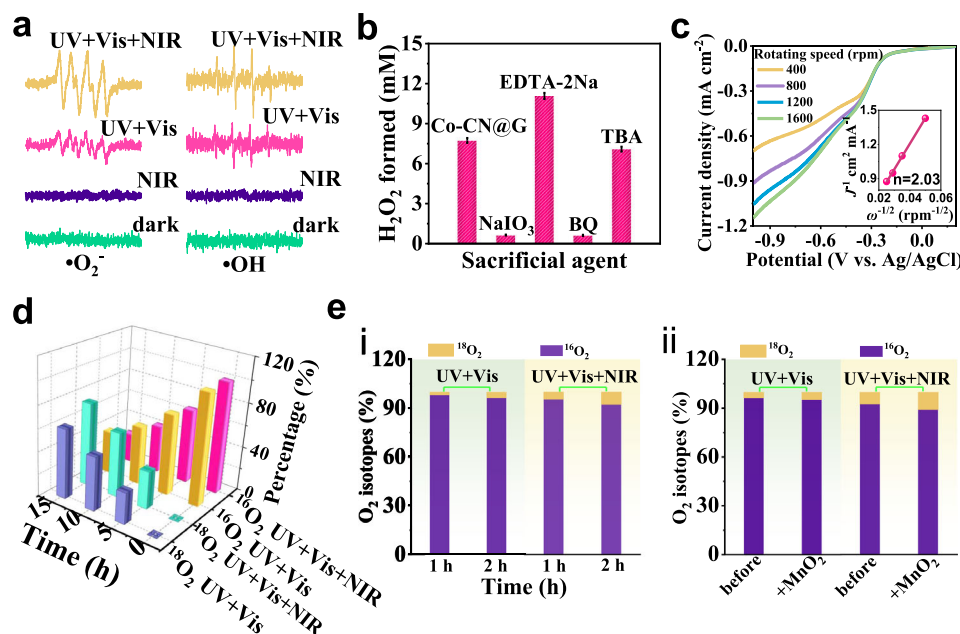 a
UV+Vis+NIR
UV+Vis+NIR
UV+Vis
UV+Vis
NIR
NIR
dark
dark
•O₂⁻
•OH
b
H₂O₂ formed (mM)
15
12
9
6
3
0
Co-CN@G
NaIO₃
EDTA-2Na
BQ
TBA
Sacrificial agent
c
Current density (mA cm⁻²)
0.0
-0.3
-0.6
-0.9
-1.2
Rotating speed (rpm)
400
800
1200
1600
J⁻¹ cm² mA⁻¹
1.5
1.2
0.9
n=2.03
0.02
0.04
0.06
ω⁻¹/² (rpm⁻¹/²)
-0.9
-0.6
-0.3
0.0
Potential (V vs. Ag/AgCl)
d
Percentage (%)
120
80
40
0
15
10
5
0
Time (h)
¹⁶O₂ UV+Vis+NIR
¹⁶O₂ UV+Vis
¹⁸O₂ UV+Vis+NIR
¹⁸O₂ UV+Vis
e
i
¹⁸O₂
¹⁶O₂
O₂ isotopes (%)
120
90
60
30
0
UV+Vis
UV+Vis+NIR
1 h
2 h
1 h
2 h
Time (h)
ii
¹⁸O₂
¹⁶O₂
O₂ isotopes (%)
120
90
60
30
0
UV+Vis
UV+Vis+NIR
before
+MnO₂
before
+MnO₂